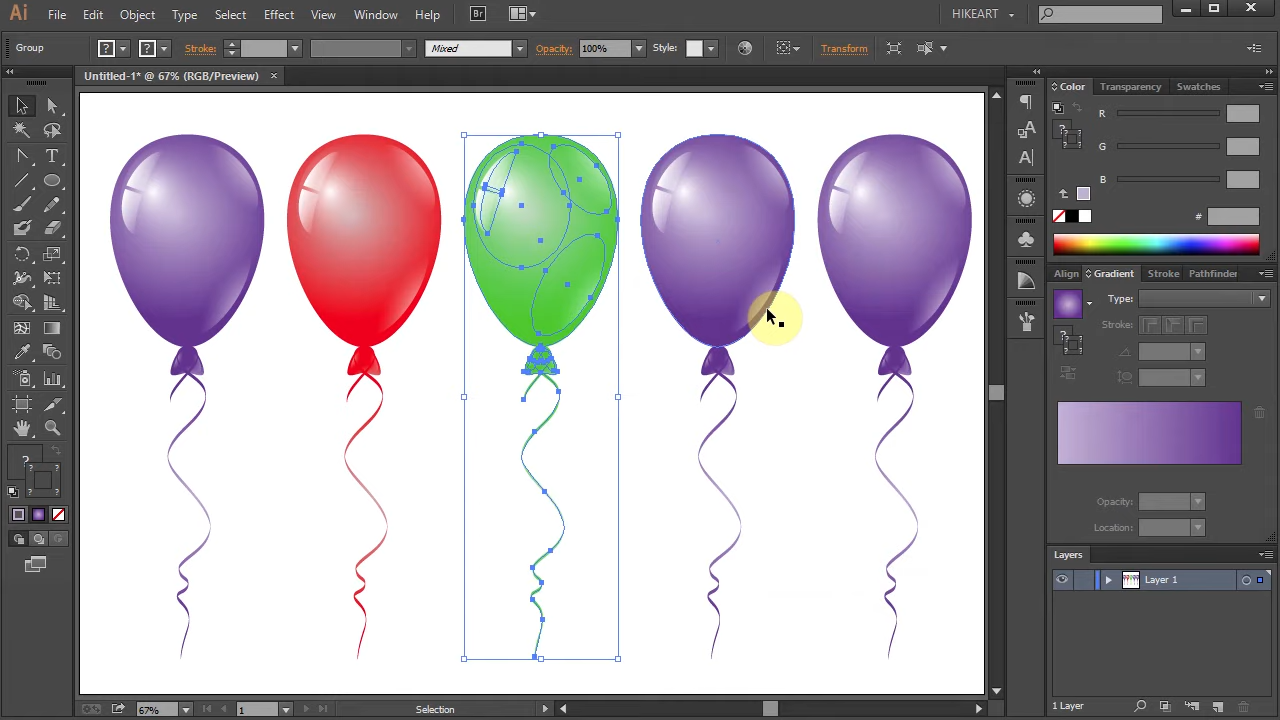 Ai File Edit Object Type Select Effect View Window Help Br HIKEART
Group ? ? Stroke: Mixed Opacity: 100% Style: Transform
Untitled-1* @ 67% (RGB/Preview) ×
Color Transparency Swatches
R
G
B
#
Align Gradient Stroke Pathfinder
Type:
Stroke:
Opacity:
Location:
Layers
Layer 1
1 Layer
67% 1 Selection